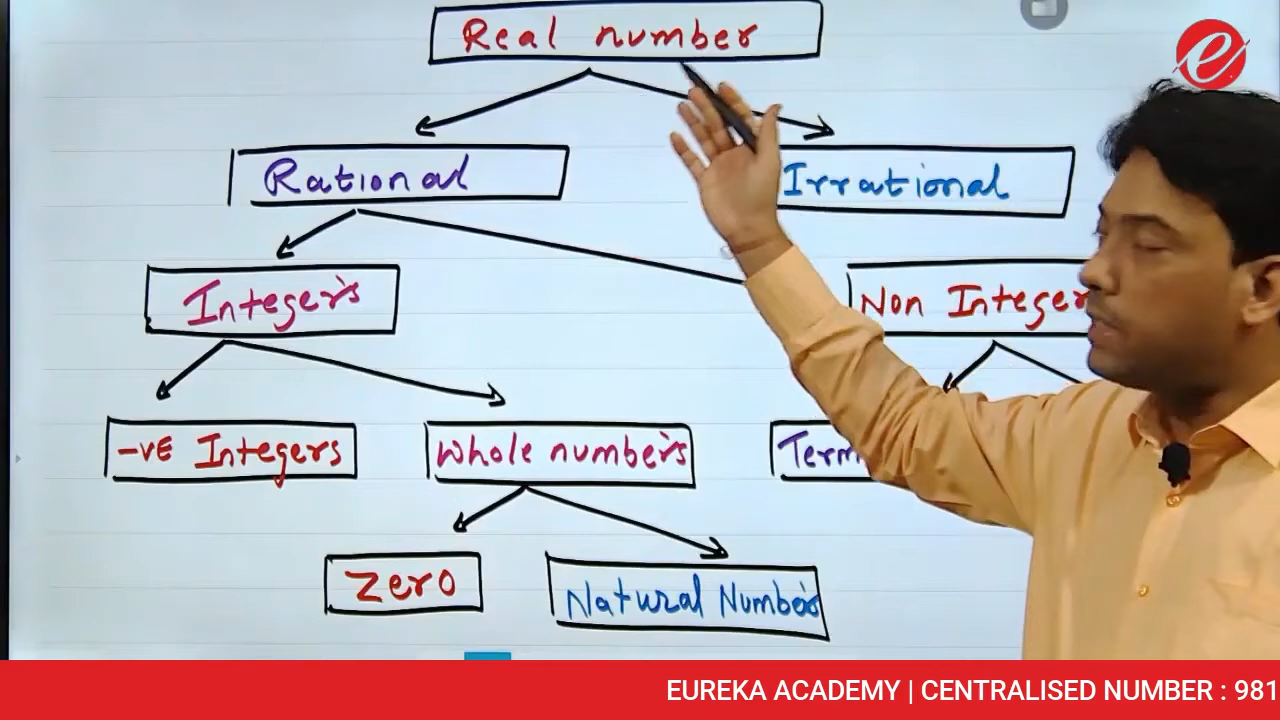 Real number
Rational
Irrational
Integers
Non Integer
-ve Integers
Whole numbers
Term
Zero
Natural Numbers
e
EUREKA ACADEMY | CENTRALISED NUMBER : 981